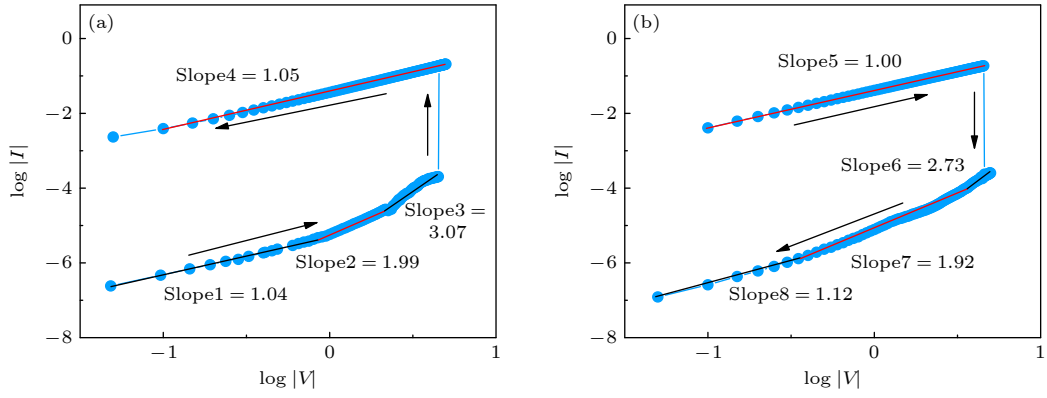 (a)
0
−2
−4
−6
−8
log |I|
Slope4 = 1.05
Slope3 =
3.07
Slope2 = 1.99
Slope1 = 1.04
−1
0
1
log |V|
(b)
0
−2
−4
−6
−8
log |I|
Slope5 = 1.00
Slope6 = 2.73
Slope7 = 1.92
Slope8 = 1.12
−1
0
1
log |V|